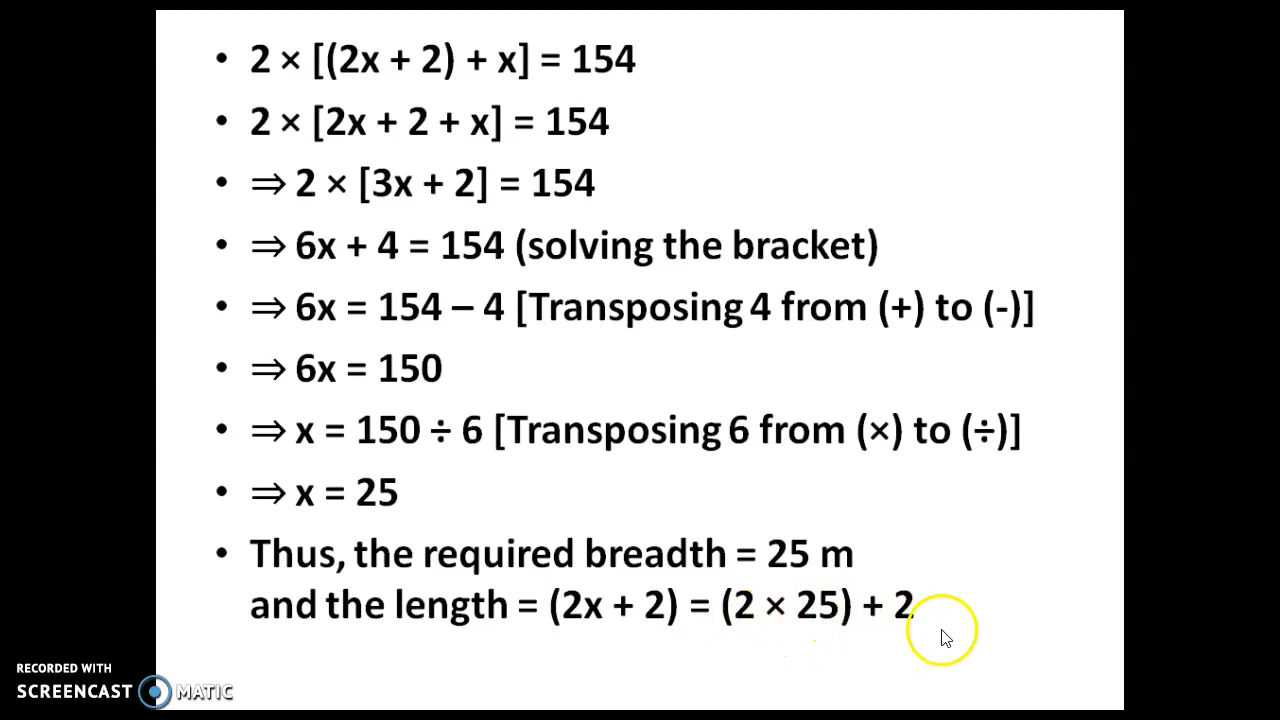 • 2 × [(2x + 2) + x] = 154
• 2 × [2x + 2 + x] = 154
• ⇒ 2 × [3x + 2] = 154
• ⇒ 6x + 4 = 154 (solving the bracket)
• ⇒ 6x = 154 – 4 [Transposing 4 from (+) to (-)]
• ⇒ 6x = 150
• ⇒ x = 150 ÷ 6 [Transposing 6 from (×) to (÷)]
• ⇒ x = 25
• Thus, the required breadth = 25 m
and the length = (2x + 2) = (2 × 25) + 2
RECORDED WITH
SCREENCAST MATIC